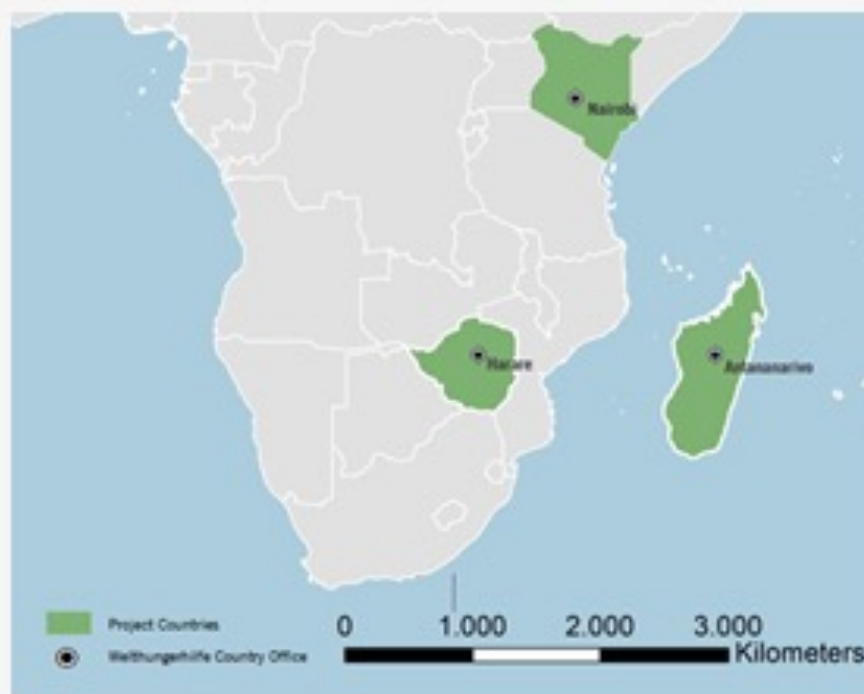 Nairobi
Harare
Antananarivo
Project Countries
Welthungerhilfe Country Office
0 1.000 2.000 3.000
Kilometers